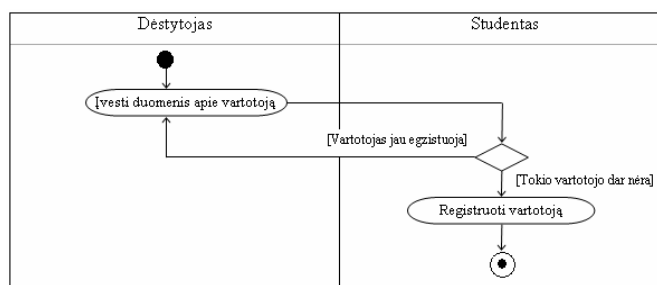 Dėstytojas
Studentas
Įvesti duomenis apie vartotoją
[Vartotojas jau egzistuoja]
[Tokio vartotojo dar nėra]
Registruoti vartotoją